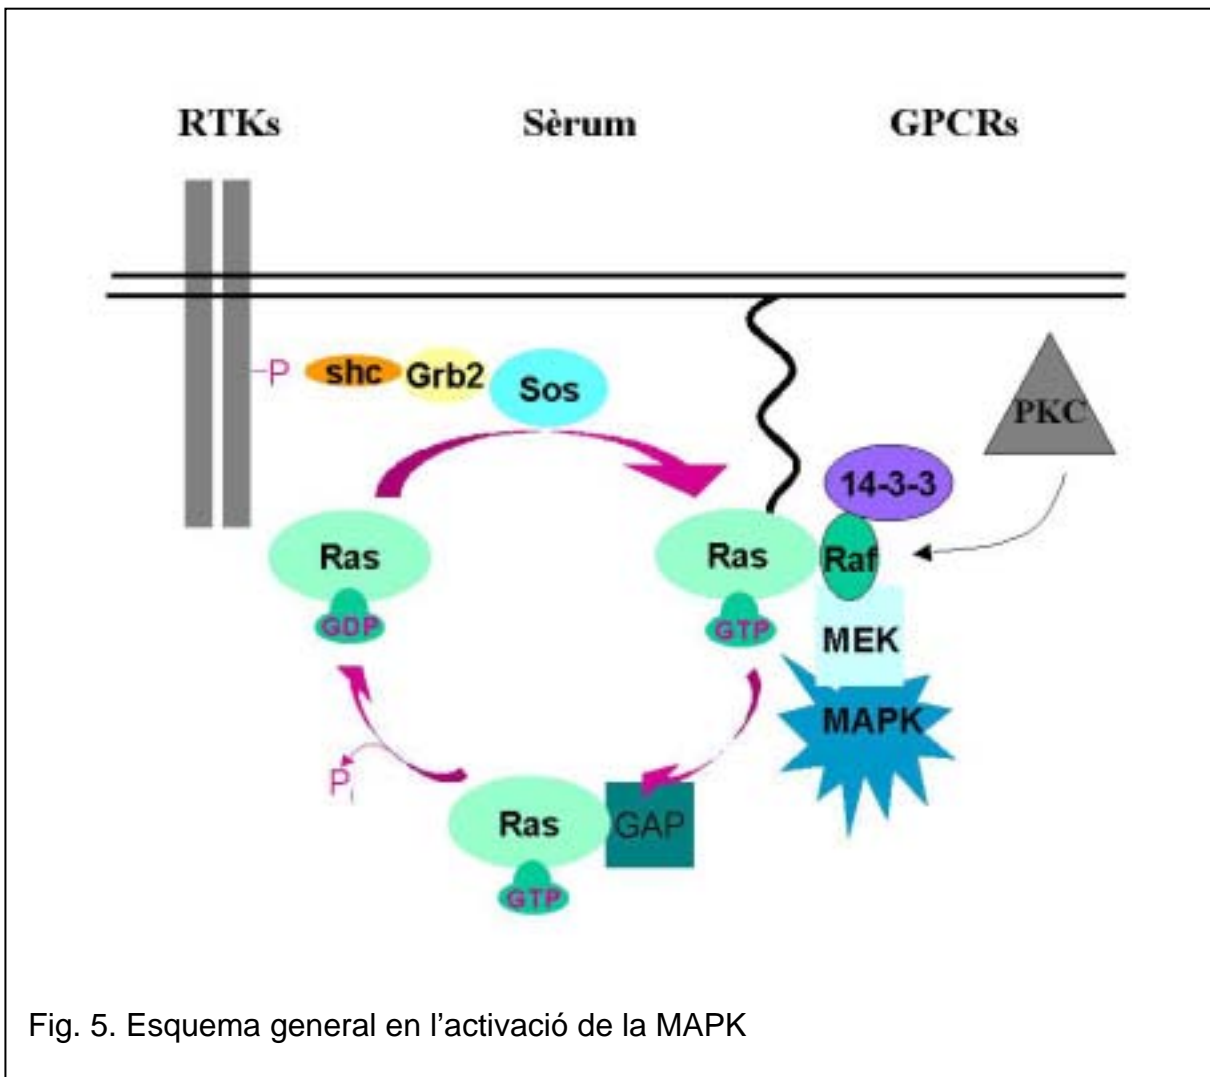 RTKs Sèrum GPCRs
P shc Grb2 Sos
PKC
14-3-3
Ras Ras Raf
GDP GTP MEK
MAPK
Pi
Ras GAP
GTP
Fig. 5. Esquema general en l’activació de la MAPK